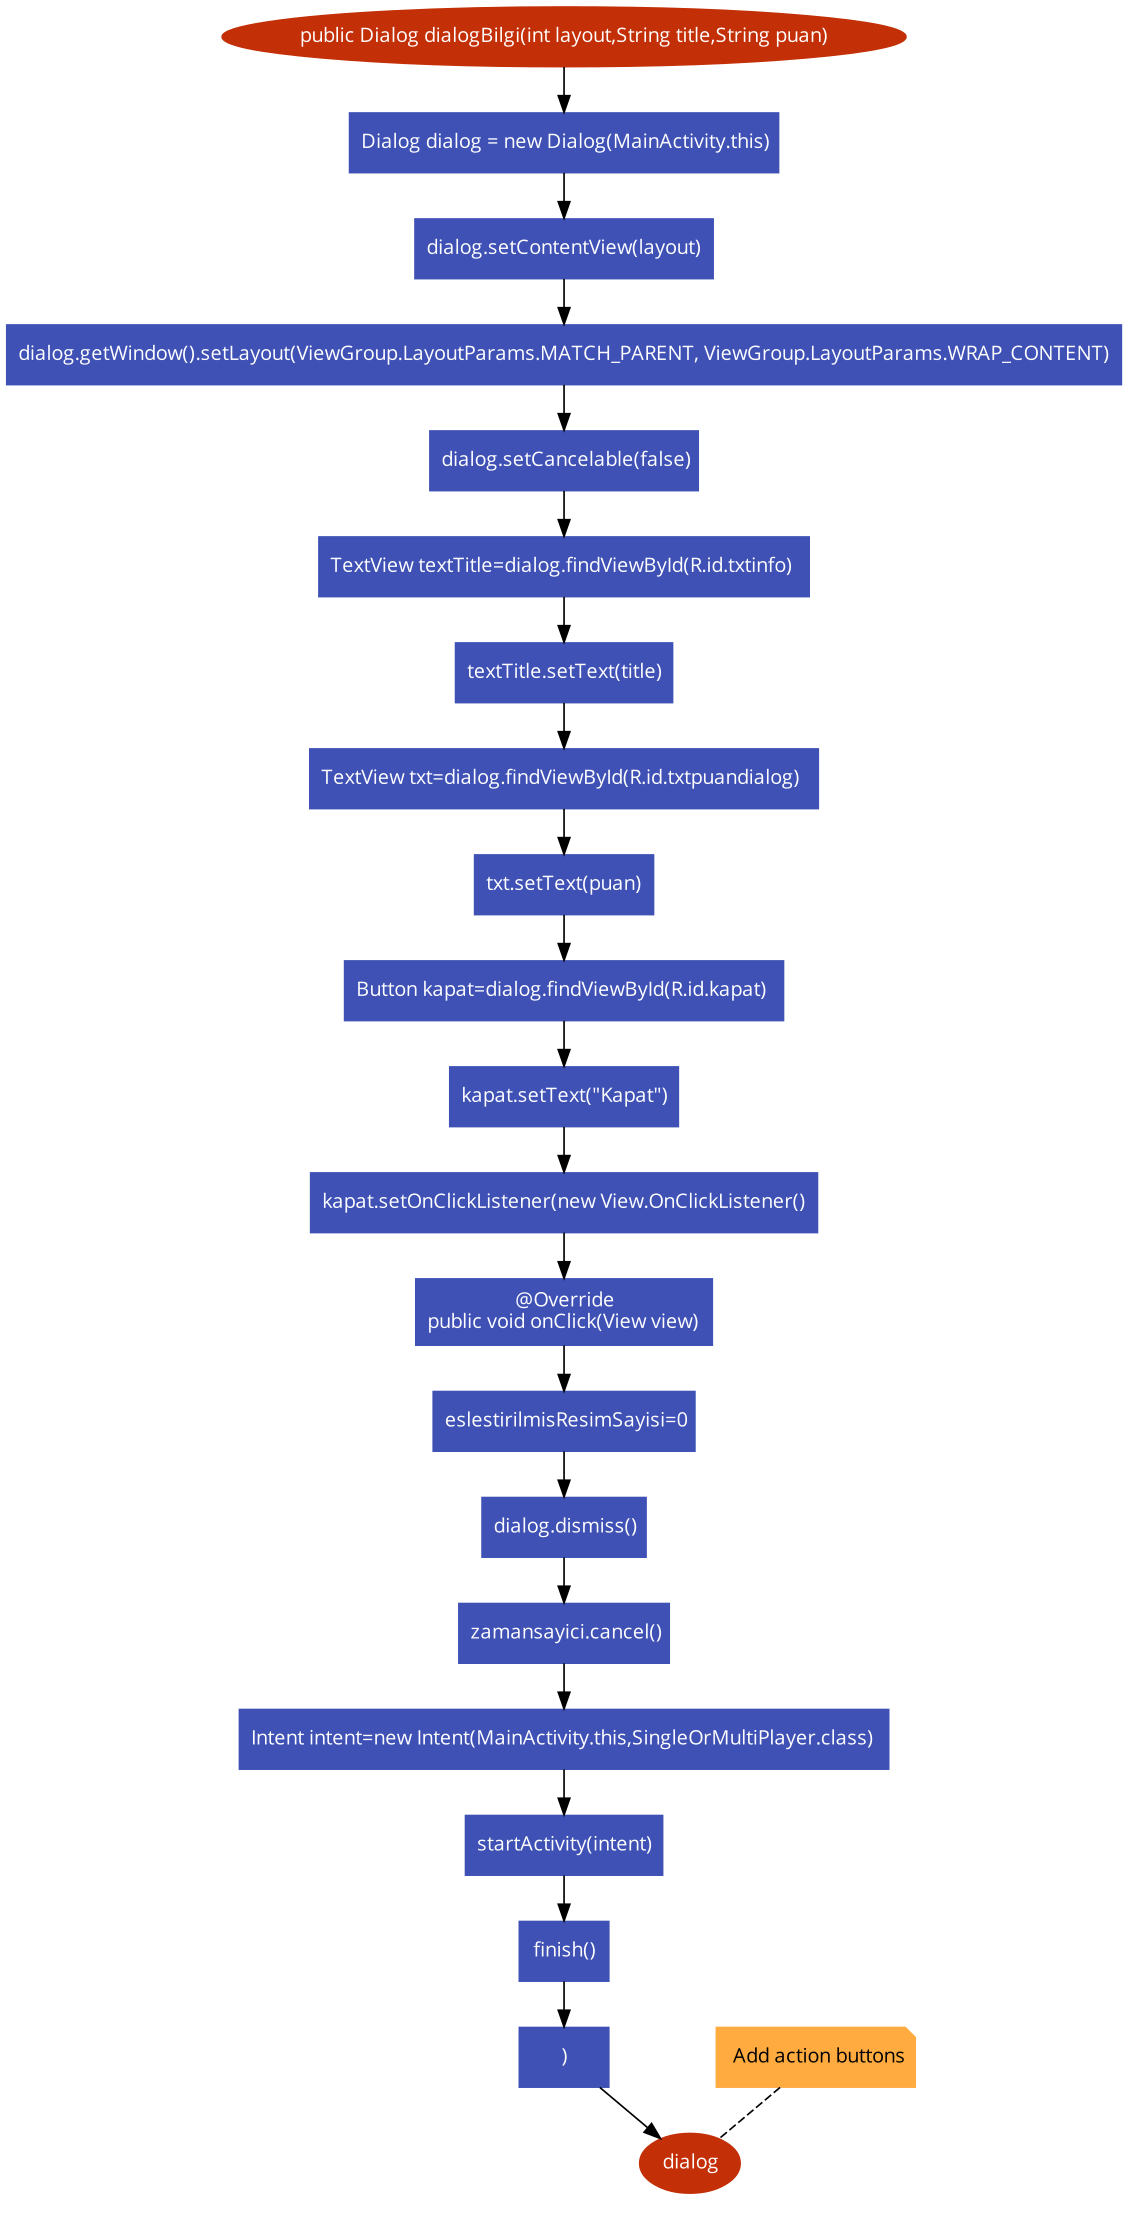 public Dialog dialogBilgi(int layout,String title,String puan)
Dialog dialog = new Dialog(MainActivity.this)
dialog.setContentView(layout)
dialog.getWindow().setLayout(ViewGroup.LayoutParams.MATCH_PARENT, ViewGroup.LayoutParams.WRAP_CONTENT)
dialog.setCancelable(false)
TextView textTitle=dialog.findViewById(R.id.txtinfo)
textTitle.setText(title)
TextView txt=dialog.findViewById(R.id.txtpuandialog)
txt.setText(puan)
Button kapat=dialog.findViewById(R.id.kapat)
kapat.setText("Kapat")
kapat.setOnClickListener(new View.OnClickListener()
@Override
public void onClick(View view)
eslestirilmisResimSayisi=0
dialog.dismiss()
zamansayici.cancel()
Intent intent=new Intent(MainActivity.this,SingleOrMultiPlayer.class)
startActivity(intent)
finish()
)
Add action buttons
dialog